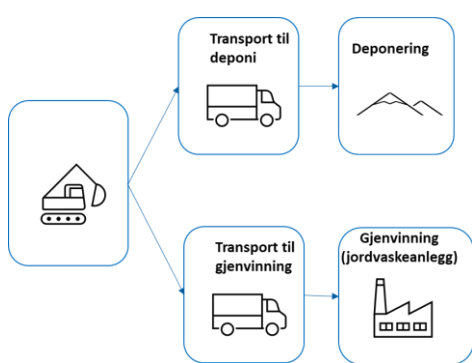 Transport til
deponi
Deponering
Transport til
gjenvinning
Gjenvinning
(jordvaskeanlegg)